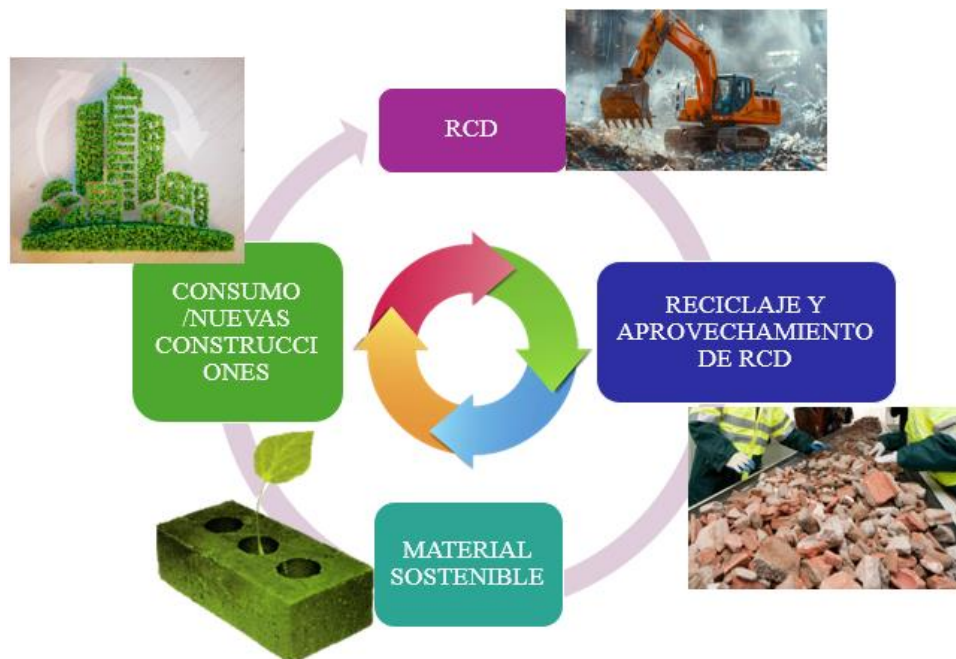 RCD
RECICLAJE Y
APROVECHAMIENTO
DE RCD
MATERIAL
SOSTENIBLE
CONSUMO
/NUEVAS
CONSTRUCCI
ONES